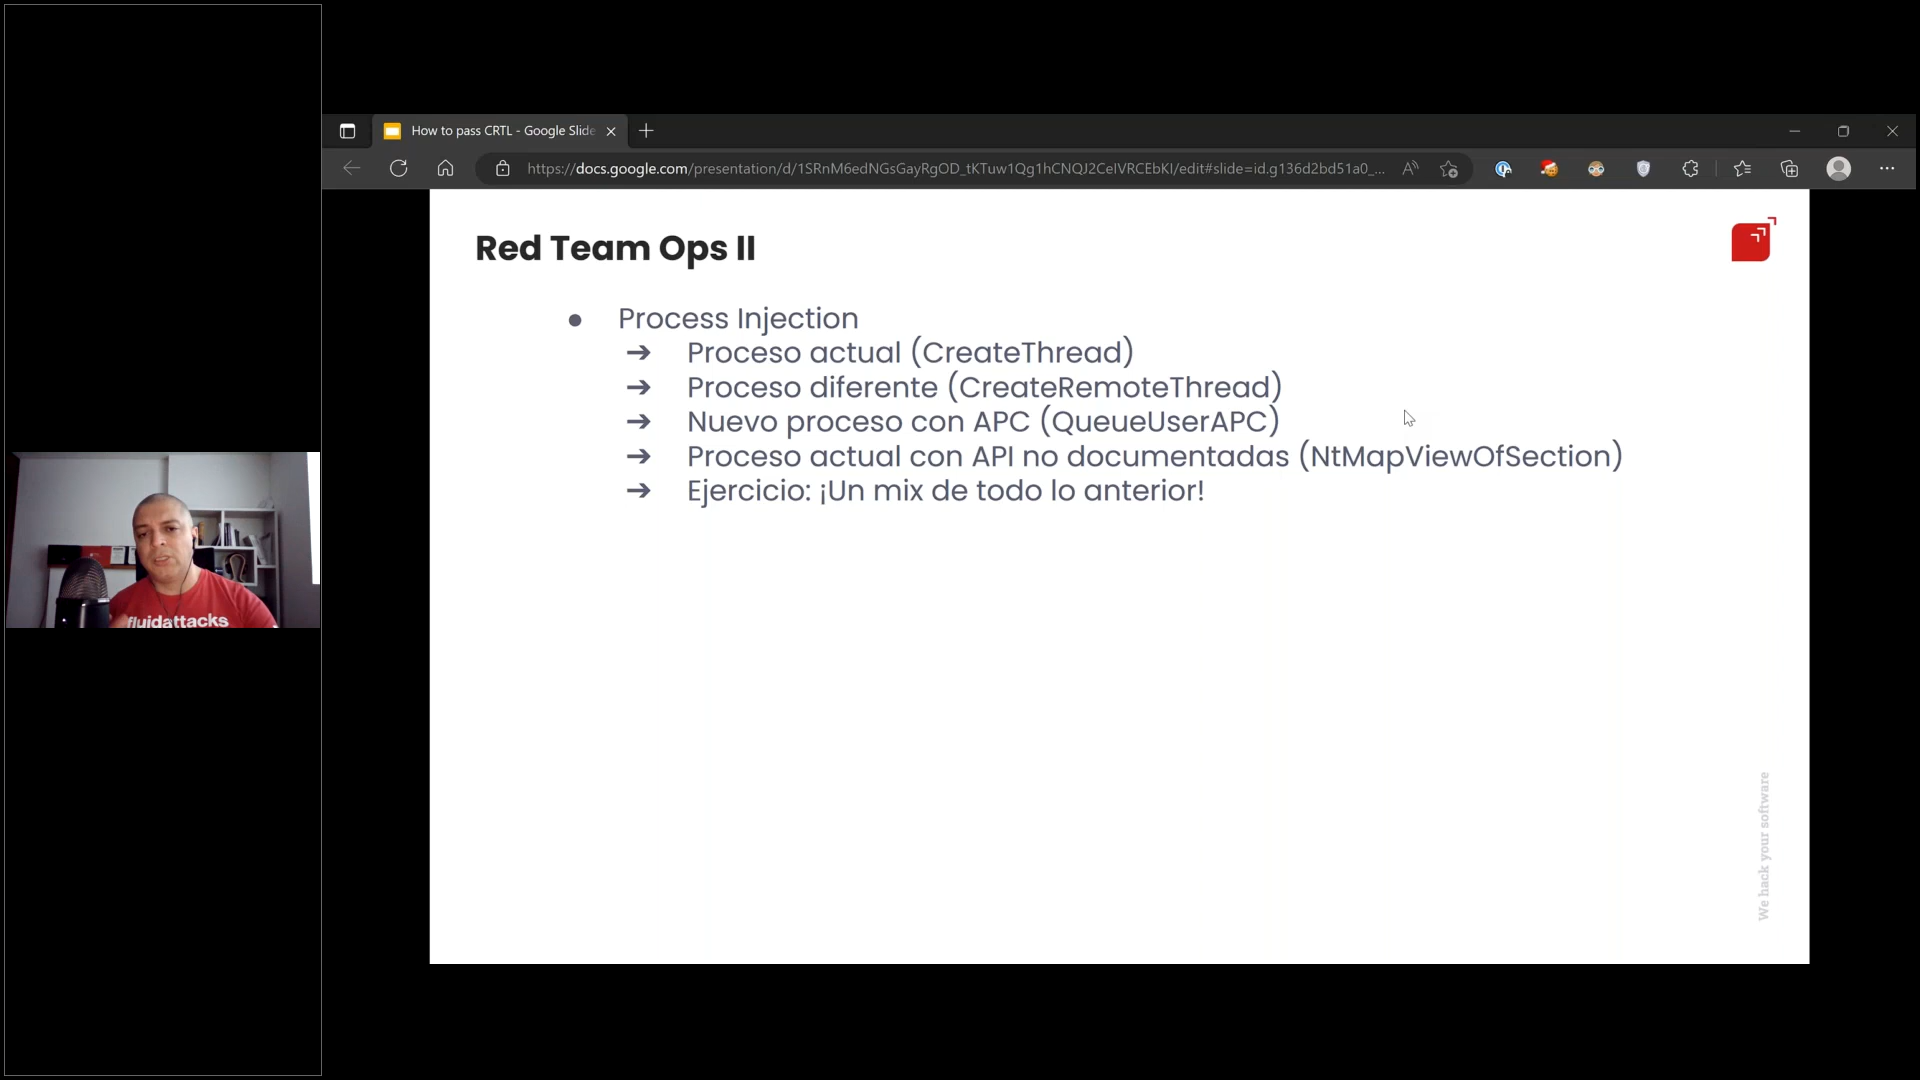 How to pass CRTL - Google Slide
https://docs.google.com/presentation/d/1SRnM6edNGsGayRgOD_tKTuw1Qg1hCNQJ2CeIVRCEbKI/edit#slide=id.g136d2bd51a0_...
Red Team Ops II
● Process Injection
➔ Proceso actual (CreateThread)
➔ Proceso diferente (CreateRemoteThread)
➔ Nuevo proceso con APC (QueueUserAPC)
➔ Proceso actual con API no documentadas (NtMapViewOfSection)
➔ Ejercicio: ¡Un mix de todo lo anterior!
We hack your software
fluidattacks